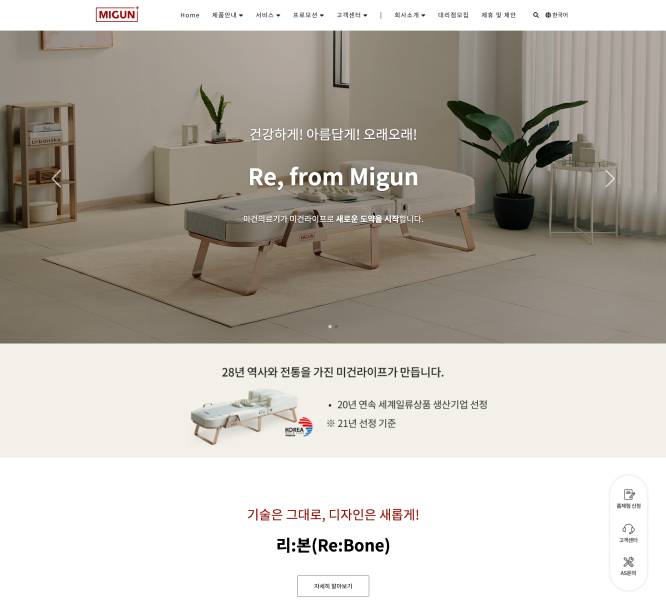 MIGUN
Home 제품안내 서비스 프로모션 고객센터 | 회사소개 대리점모집 제휴 및 제안 한국어
건강하게! 아름답게! 오래오래!
Re, from Migun
미건의료기가 미건라이프로 새로운 도약을 시작합니다.
28년 역사와 전통을 가진 미건라이프가 만듭니다.
• 20년 연속 세계일류상품 생산기업 선정
※ 21년 선정 기준
KOREA
기술은 그대로, 디자인은 새롭게!
리:본(Re:Bone)
자세히 알아보기
홈체험 신청
고객센터
AS문의